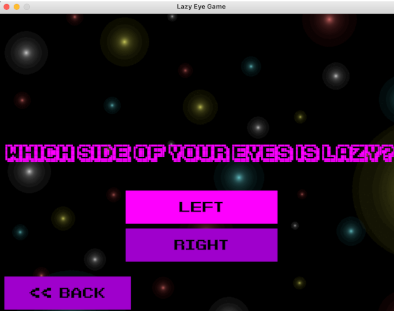 Lazy Eye Game
WHICH SIDE OF YOUR EYES IS LAZY?
LEFT
RIGHT
<< BACK